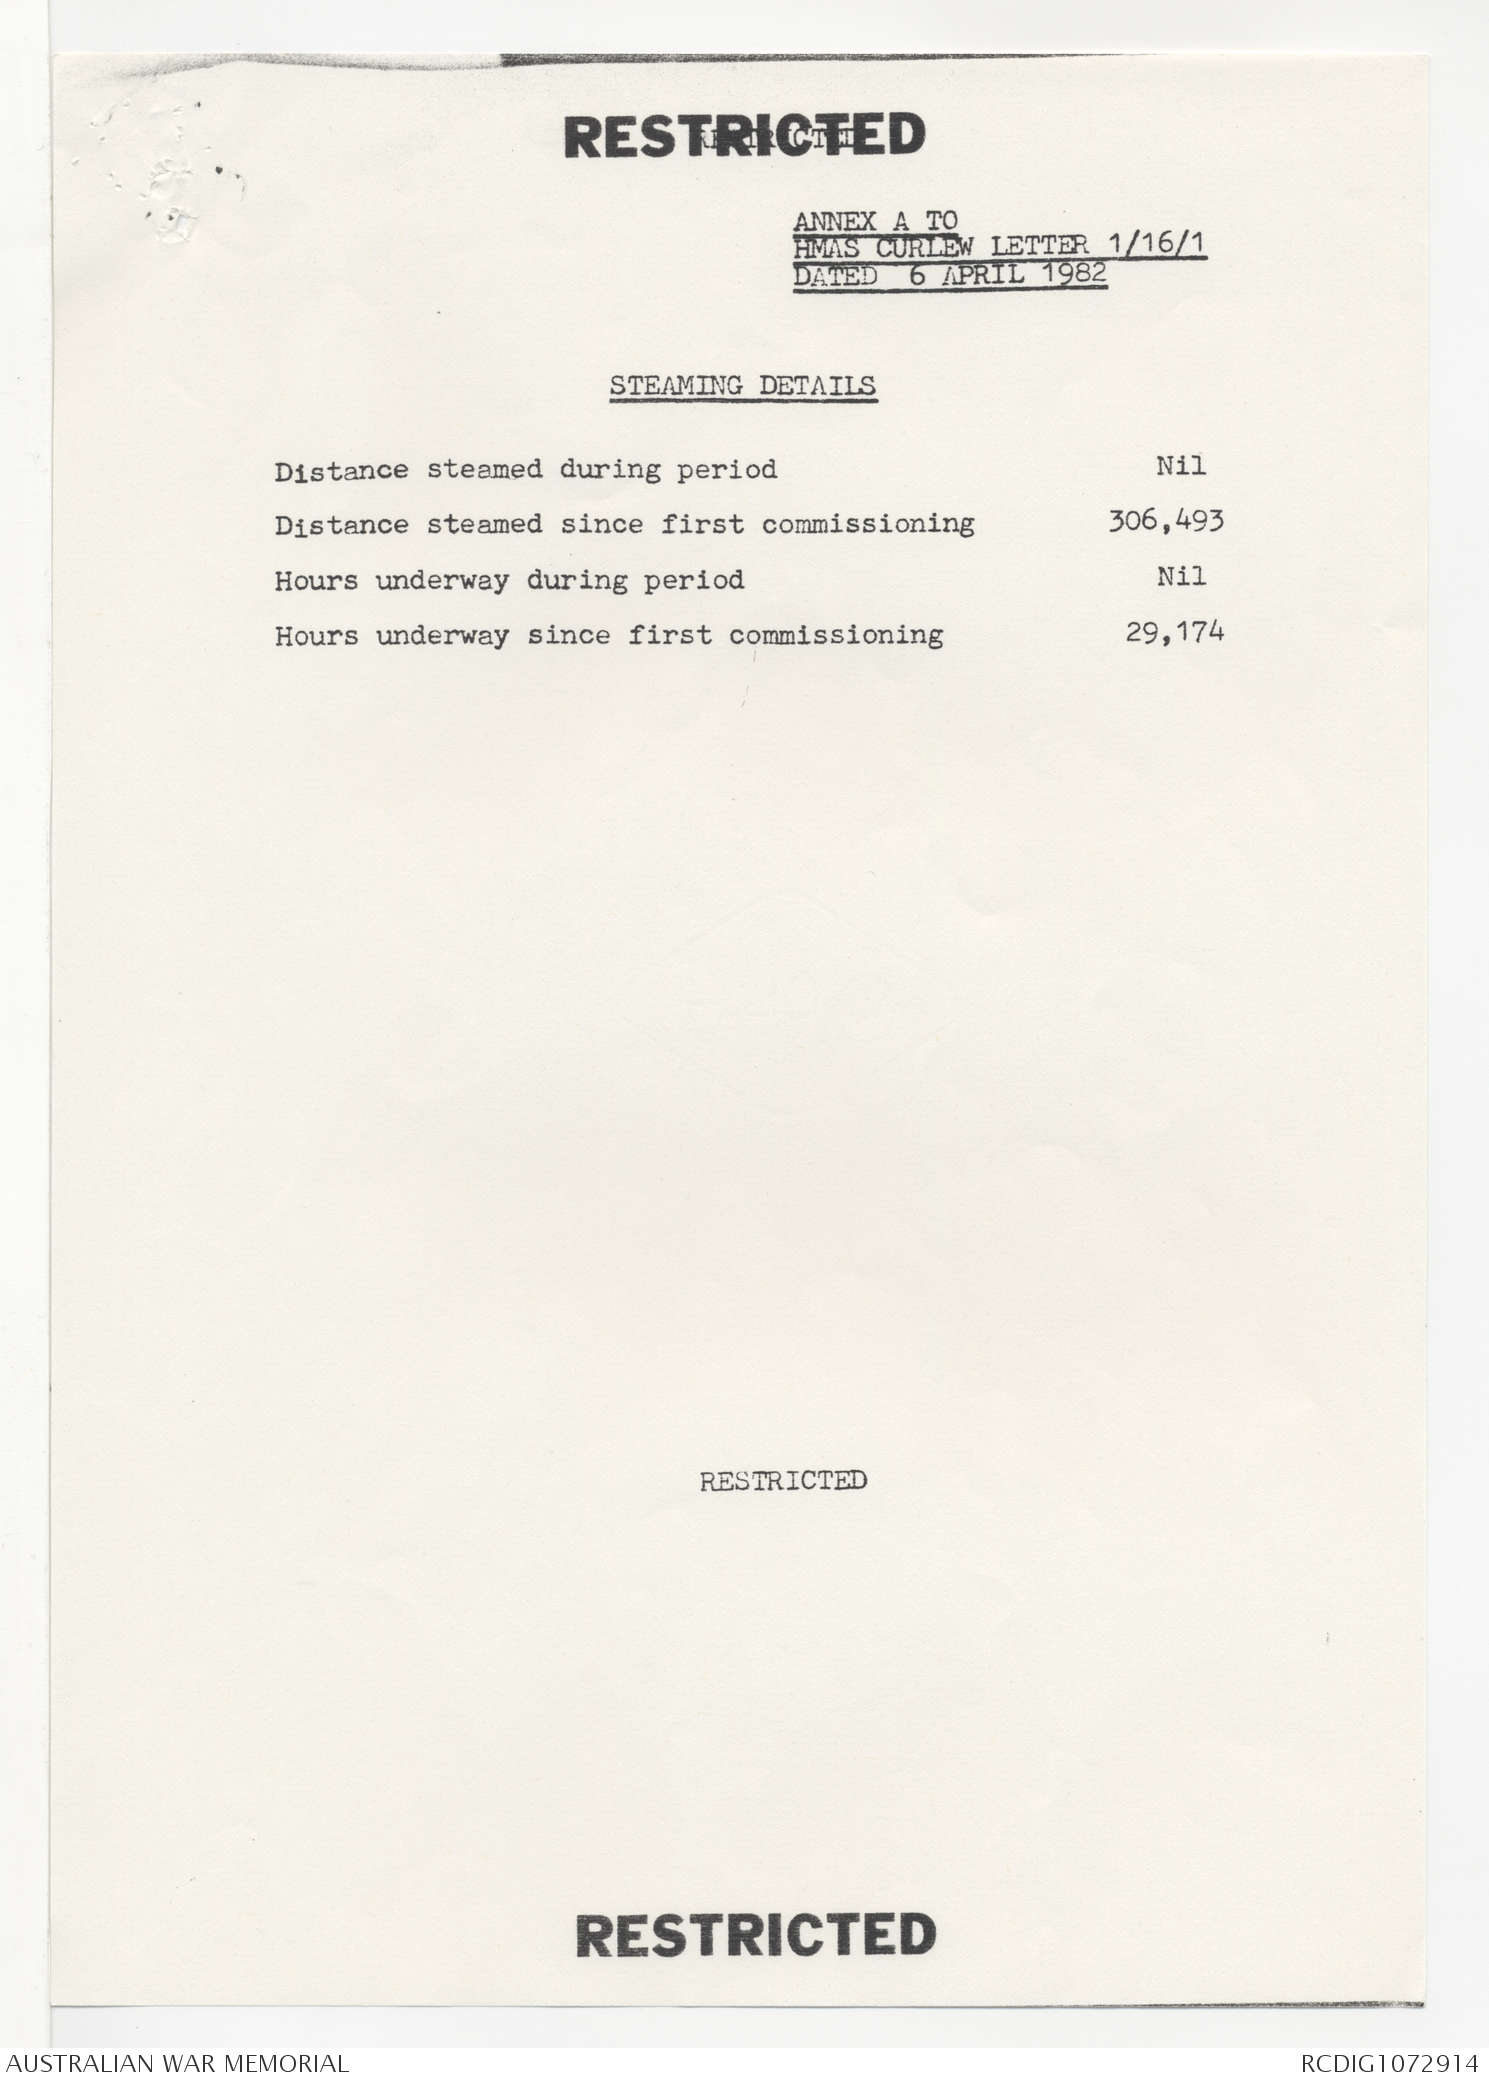 RESTRICTED
RESTRICTED
ANNEX A TO
HMAS CURLEW LETTER 1/16/1
DATED 6 APRIL 1982
STEAMING DETAILS
Distance steamed during period Nil
Distance steamed since first commissioning 306,493
Hours underway during period Nil
Hours underway since first commissioning 29,174
RESTRICTED
RESTRICTED
AUSTRALIAN WAR MEMORIAL RCDIG1072914